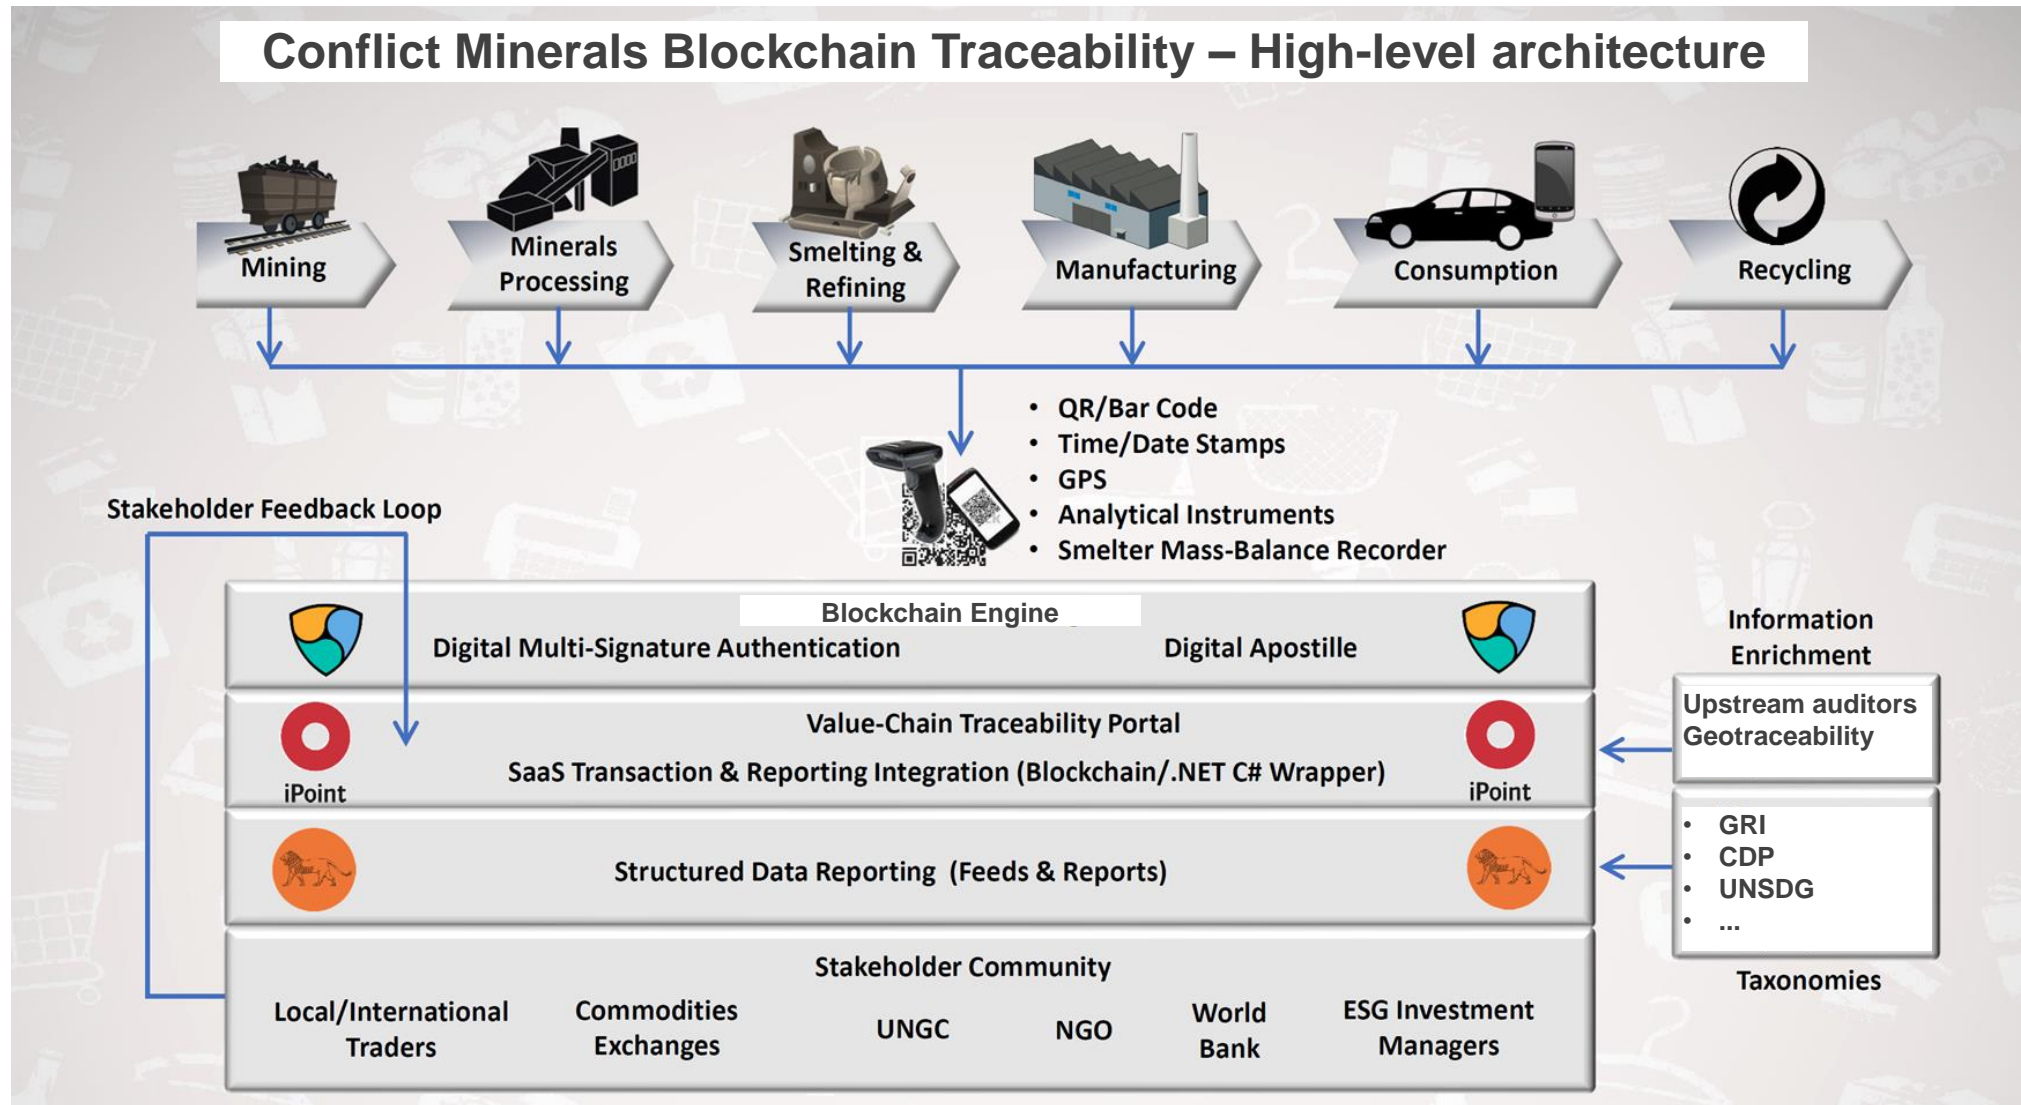 Conflict Minerals Blockchain Traceability – High-level architecture
Mining
Minerals
Processing
Smelting &
Refining
Manufacturing
Consumption
Recycling
• QR/Bar Code
• Time/Date Stamps
• GPS
• Analytical Instruments
• Smelter Mass-Balance Recorder
Stakeholder Feedback Loop
Blockchain Engine
Digital Multi-Signature Authentication
Digital Apostille
Value-Chain Traceability Portal
SaaS Transaction & Reporting Integration (Blockchain/.NET C# Wrapper)
iPoint
iPoint
Structured Data Reporting (Feeds & Reports)
Stakeholder Community
Local/International
Traders
Commodities
Exchanges
UNGC
NGO
World
Bank
ESG Investment
Managers
Information
Enrichment
Upstream auditors
Geotraceability
• GRI
• CDP
• UNSDG
• ...
Taxonomies